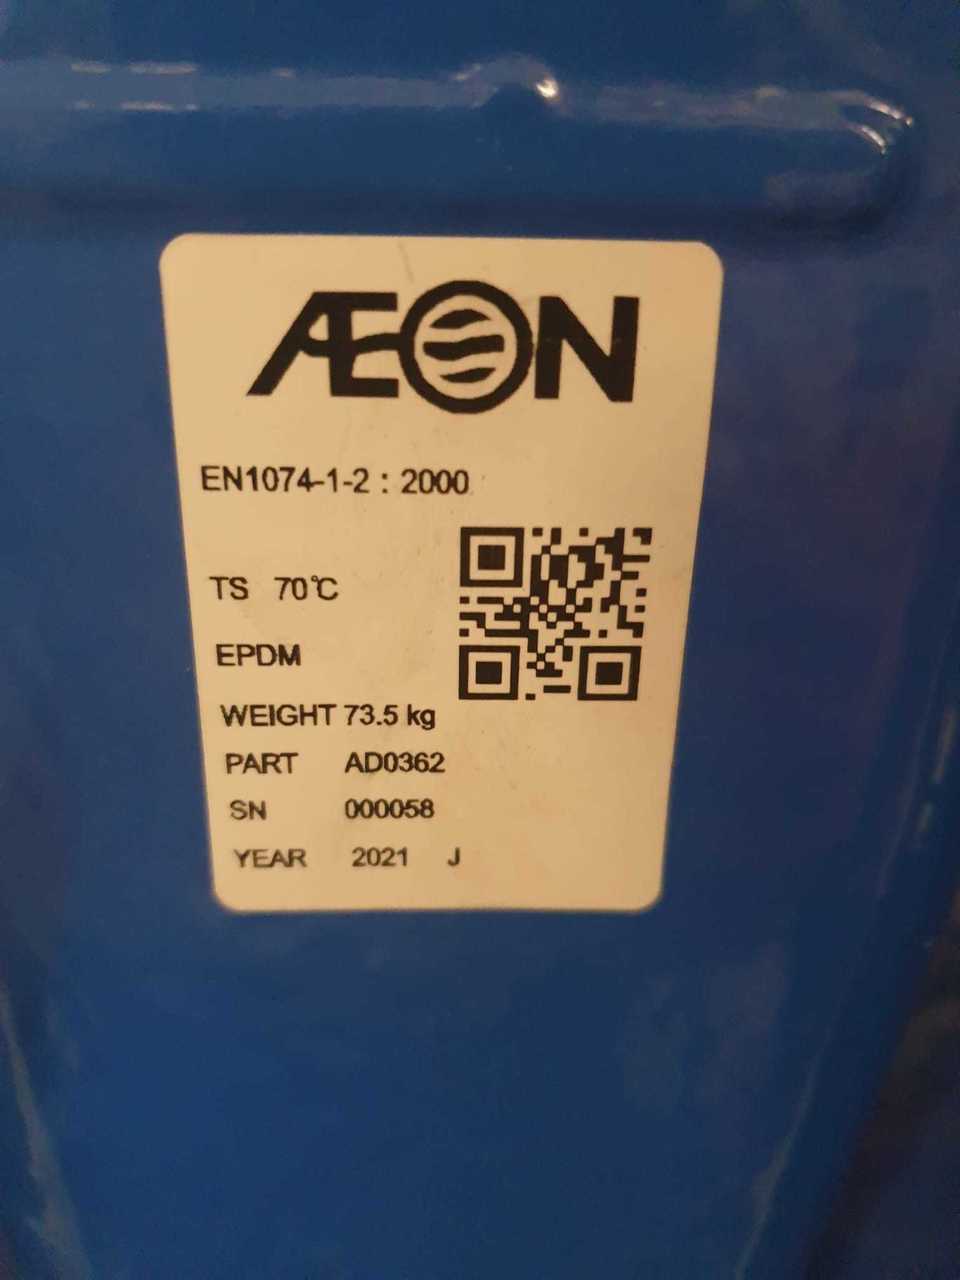 ÆON
EN1074-1-2 : 2000
TS 70℃
EPDM
WEIGHT 73.5 kg
PART AD0362
SN 000058
YEAR 2021 J